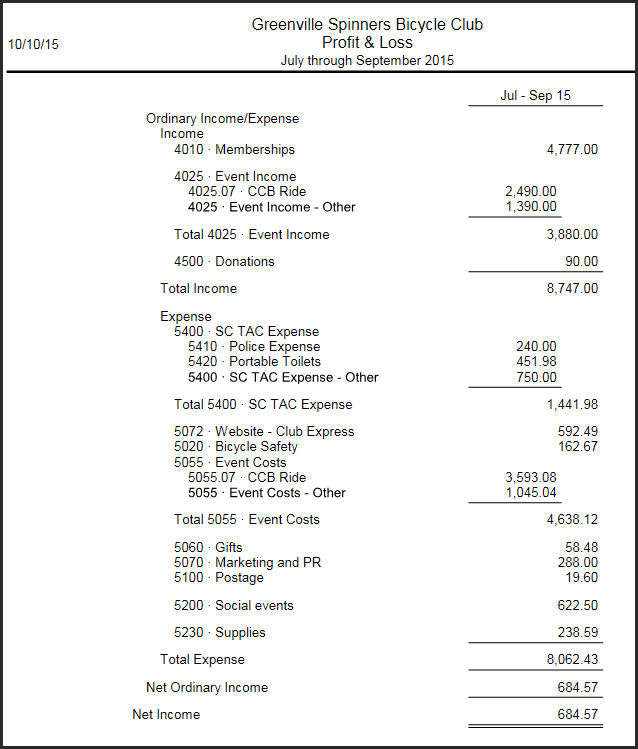 Greenville Spinners Bicycle Club
10/10/15 Profit & Loss
July through September 2015
Jul - Sep 15
Ordinary Income/Expense
Income
4010 · Memberships 4,777.00
4025 · Event Income
4025.07 · CCB Ride 2,490.00
4025 · Event Income - Other 1,390.00
Total 4025 · Event Income 3,880.00
4500 · Donations 90.00
Total Income 8,747.00
Expense
5400 · SC TAC Expense
5410 · Police Expense 240.00
5420 · Portable Toilets 451.98
5400 · SC TAC Expense - Other 750.00
Total 5400 · SC TAC Expense 1,441.98
5072 · Website - Club Express 592.49
5020 · Bicycle Safety 162.67
5055 · Event Costs
5055.07 · CCB Ride 3,593.08
5055 · Event Costs - Other 1,045.04
Total 5055 · Event Costs 4,638.12
5060 · Gifts 58.48
5070 · Marketing and PR 288.00
5100 · Postage 19.60
5200 · Social events 622.50
5230 · Supplies 238.59
Total Expense 8,062.43
Net Ordinary Income 684.57
Net Income 684.57